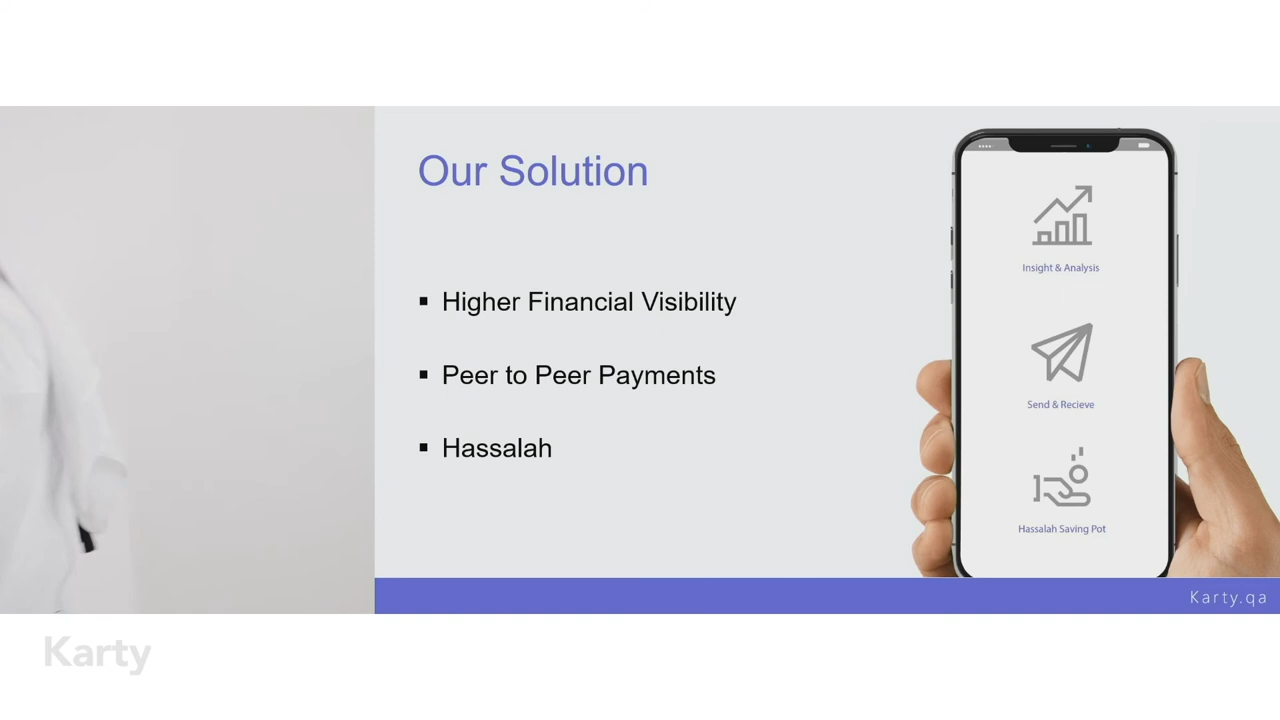 Our Solution
Higher Financial Visibility
Peer to Peer Payments
Hassalah
Insight & Analysis
Send & Recieve
Hassalah Saving Pot
Karty.qa
Karty